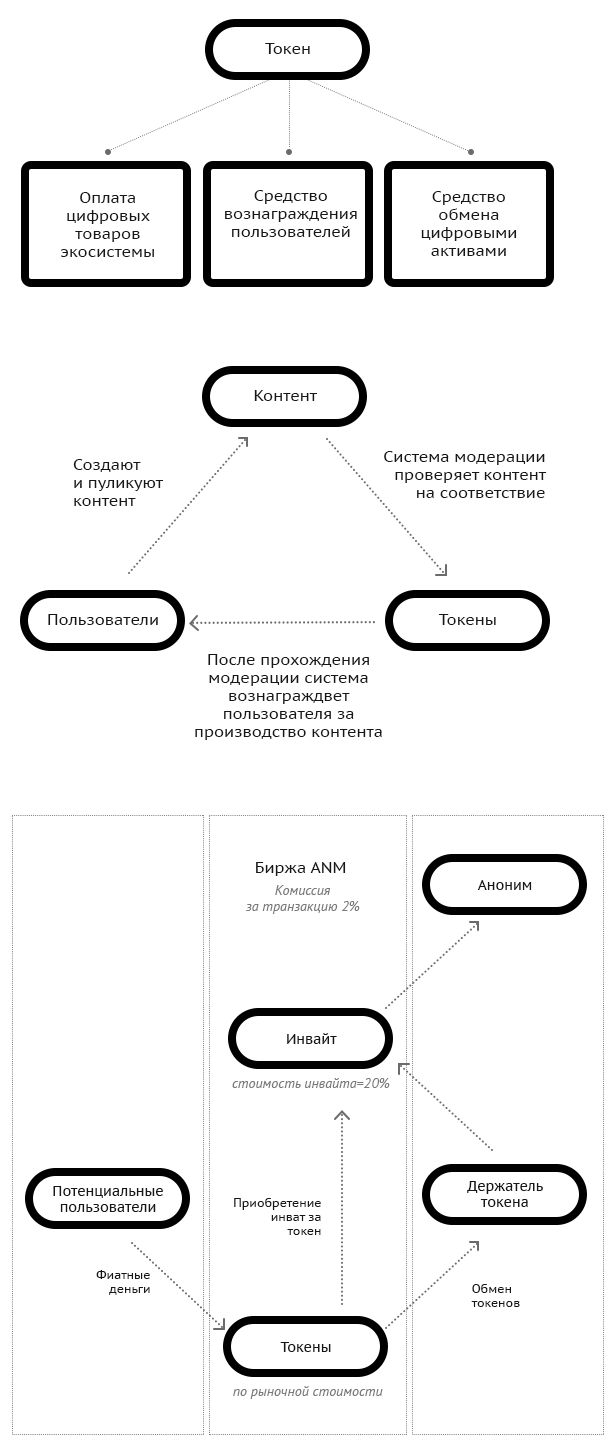 Токен
Оплата
цифровых
товаров
экосистемы
Средство
вознаграждения
пользователей
Средство
обмена
цифровыми
активами
Контент
Создают
и пуликуют
контент
Система модерации
проверяет контент
на соответствие
Пользователи
Токены
После прохождения
модерации система
вознаграждвет
пользователя за
производство контента
Биржа ANM
Комиссия
за транзакцию 2%
Аноним
Инвайт
стоимость инвайта=20%
Потенциальные
пользователи
Приобретение
инват за
токен
Держатель
токена
Фиатные
деньги
Обмен
токенов
Токены
по рыночной стоимости